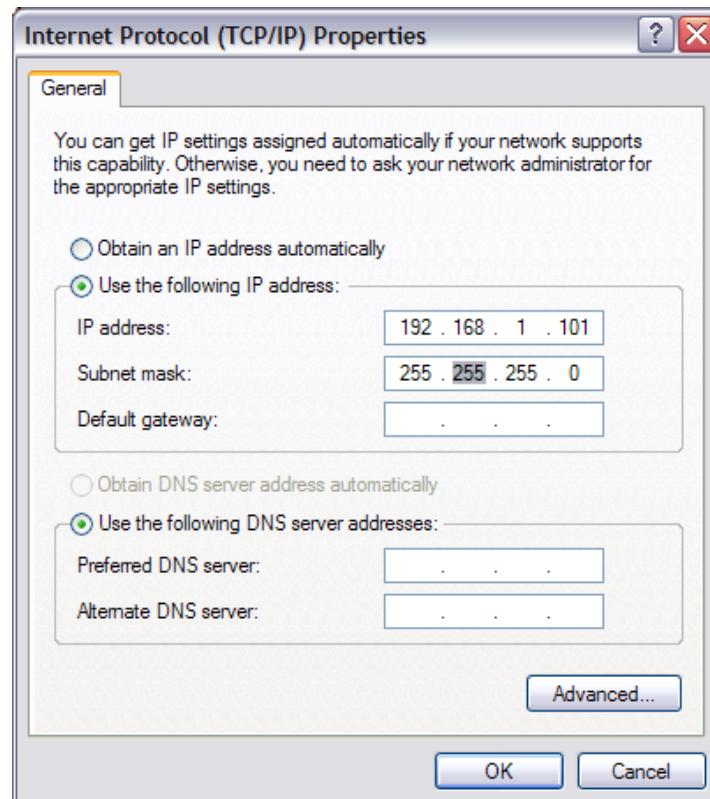 Internet Protocol (TCP/IP) Properties
General
You can get IP settings assigned automatically if your network supports
this capability. Otherwise, you need to ask your network administrator for
the appropriate IP settings.
Obtain an IP address automatically
Use the following IP address:
IP address: 192 . 168 . 1 . 101
Subnet mask: 255 . 255 . 255 . 0
Default gateway: . . .
Obtain DNS server address automatically
Use the following DNS server addresses:
Preferred DNS server: . . .
Alternate DNS server: . . .
Advanced...
OK Cancel